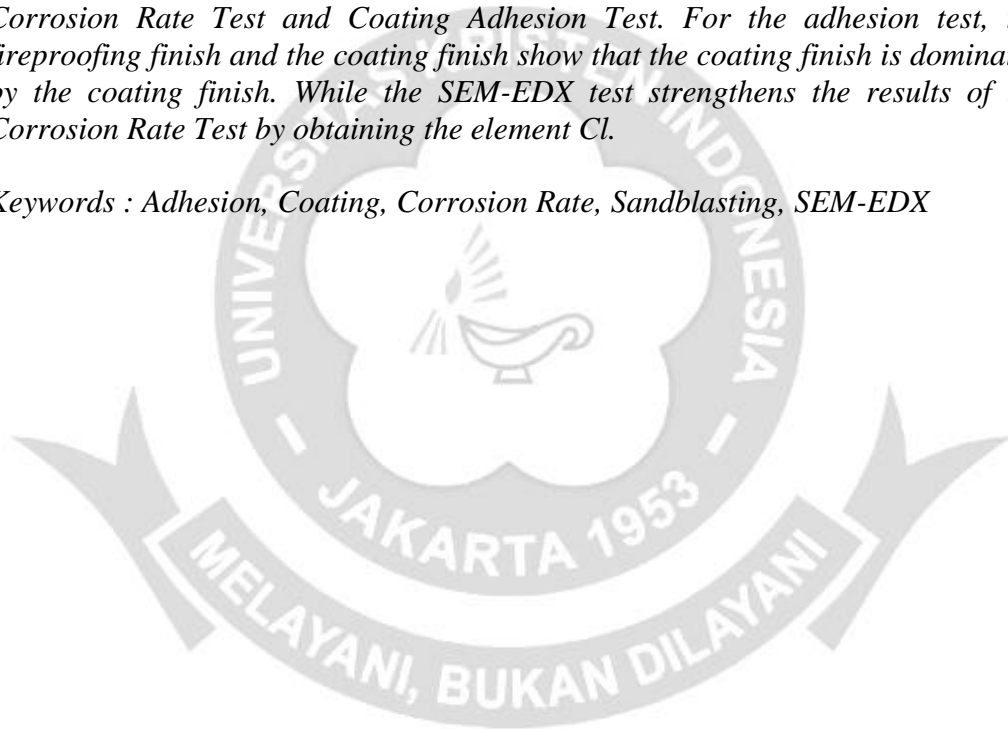 Corrosion Rate Test and Coating Adhesion Test. For the adhesion test,
fireproofing finish and the coating finish show that the coating finish is
by the coating finish. While the SEM-EDX test strengthens the results of
Corrosion Rate Test by obtaining the element Cl.
Keywords : Adhesion, Coating, Corrosion Rate, Sandblasting, SEM-EDX
UNIVERSITAS KRISTEN INDONESIA
- JAKARTA 1953 -
MELAYANI, BUKAN DILAYANI